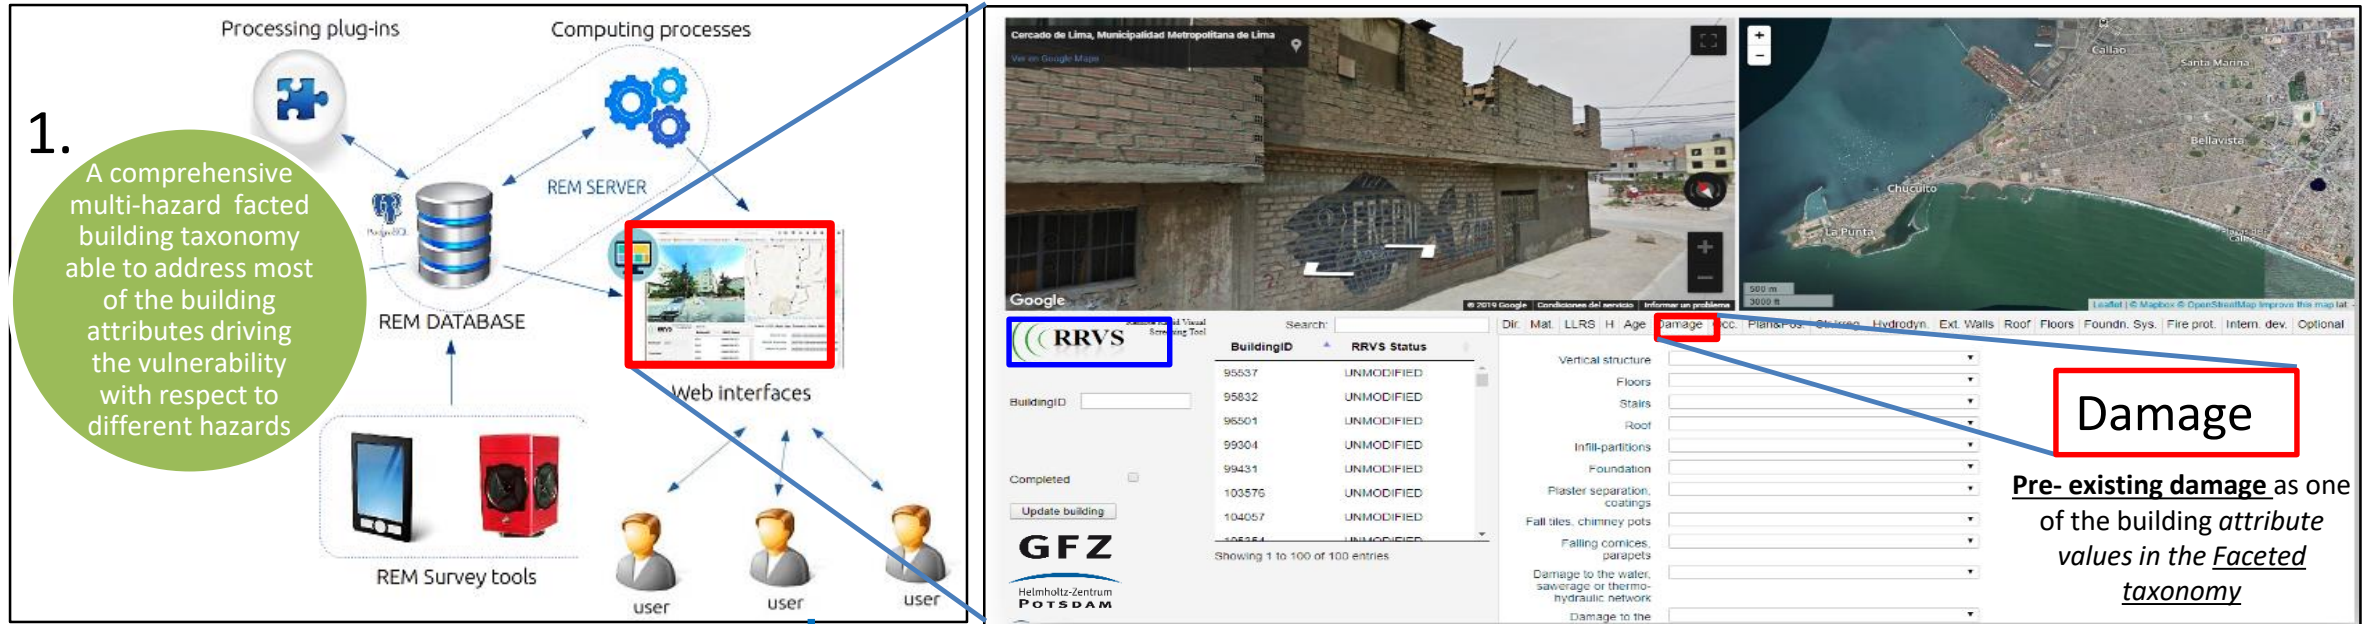 Processing plug-ins
Computing processes
1.
A comprehensive
multi-hazard facted
building taxonomy
able to address most
of the building
attributes driving
the vulnerability
with respect to
different hazards
REM SERVER
REM DATABASE
Web interfaces
REM Survey tools
user
user
user
Cercado de Lima, Municipalidad Metropolitana de Lima
Ver en Google Maps
Google
© 2019 Google
Condiciones del servicio
Informar un problema
+
−
Callao
Santa Marina
Bellavista
Chucuito
La Punta
500 m
3000 ft
Leaflet | © Mapbox © OpenStreetMap Improve this map
RRVS
Screening Tool
Search:
BuildingID
RRVS Status
95537 UNMODIFIED
95832 UNMODIFIED
96501 UNMODIFIED
99304 UNMODIFIED
99431 UNMODIFIED
103576 UNMODIFIED
104057 UNMODIFIED
Showing 1 to 100 of 100 entries
BuildingID
Completed
Update building
GFZ
Helmholtz-Zentrum
POTSDAM
Dir. Mat. LLRS H Age Damage Occ. Hydrodyn. Ext. Walls Roof Floors Foundn. Sys. Fire prot. Intern. dev. Optional
Vertical structure
Floors
Stairs
Roof
Infill-partitions
Foundation
Plaster separation,
coatings
Fall tiles, chimney pots
Falling cornices,
parapets
Damage to the water,
sawerage or thermo-
hydraulic network
Damage to the
Damage
Pre- existing damage as one
of the building attribute
values in the Faceted
taxonomy